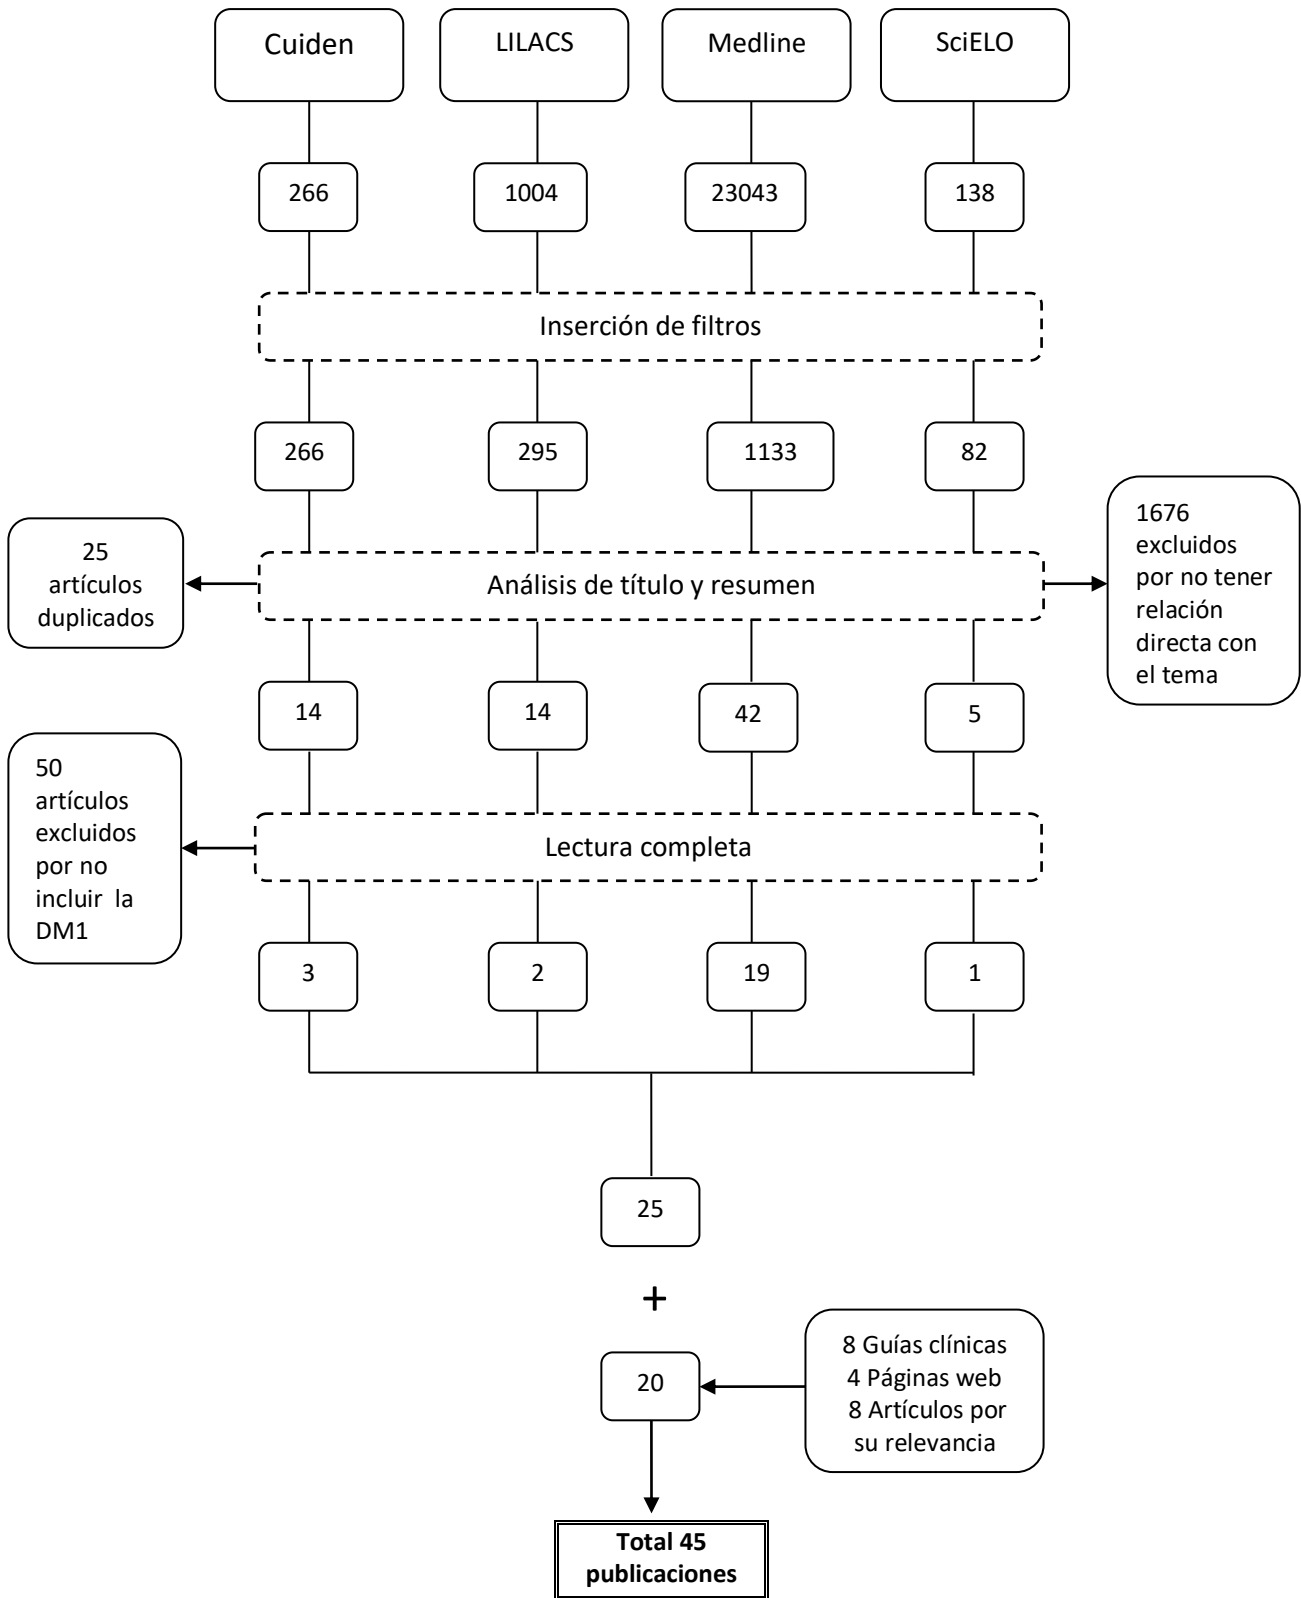 Cuiden
LILACS
Medline
SciELO
266
1004
23043
138
Inserción de filtros
266
295
1133
82
25
artículos
duplicados
Análisis de título y resumen
1676
excluidos
por no tener
relación
directa con
el tema
14
14
42
5
50
artículos
excluidos
por no
incluir la
DM1
Lectura completa
3
2
19
1
25
+
20
8 Guías clínicas
4 Páginas web
8 Artículos por
su relevancia
Total 45
publicaciones